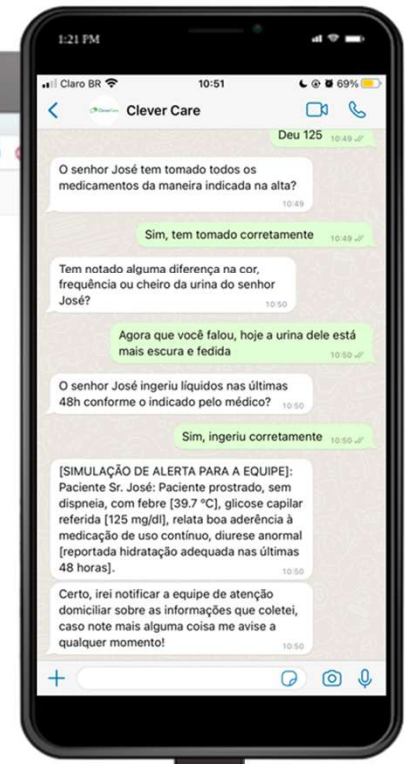 1:21 PM
Claro BR
10:51
69%
Clever Care
Deu 125 10:49
O senhor José tem tomado todos os
medicamentos da maneira indicada na alta?
10:49
Sim, tem tomado corretamente 10:49
Tem notado alguma diferença na cor,
frequência ou cheiro da urina do senhor
José? 10:50
Agora que você falou, hoje a urina dele está
mais escura e fedida 10:50
O senhor José ingeriu líquidos nas últimas
48h conforme o indicado pelo médico? 10:50
Sim, ingeriu corretamente 10:50
[SIMULAÇÃO DE ALERTA PARA A EQUIPE]:
Paciente Sr. José: Paciente prostrado, sem
dispneia, com febre [39.7 °C], glicose capilar
referida [125 mg/dl], relata boa aderência à
medicação de uso contínuo, diurese anormal
[reportada hidratação adequada nas últimas
48 horas]. 10:50
Certo, irei notificar a equipe de atenção
domiciliar sobre as informações que coletei,
caso note mais alguma coisa me avise a
qualquer momento! 10:50